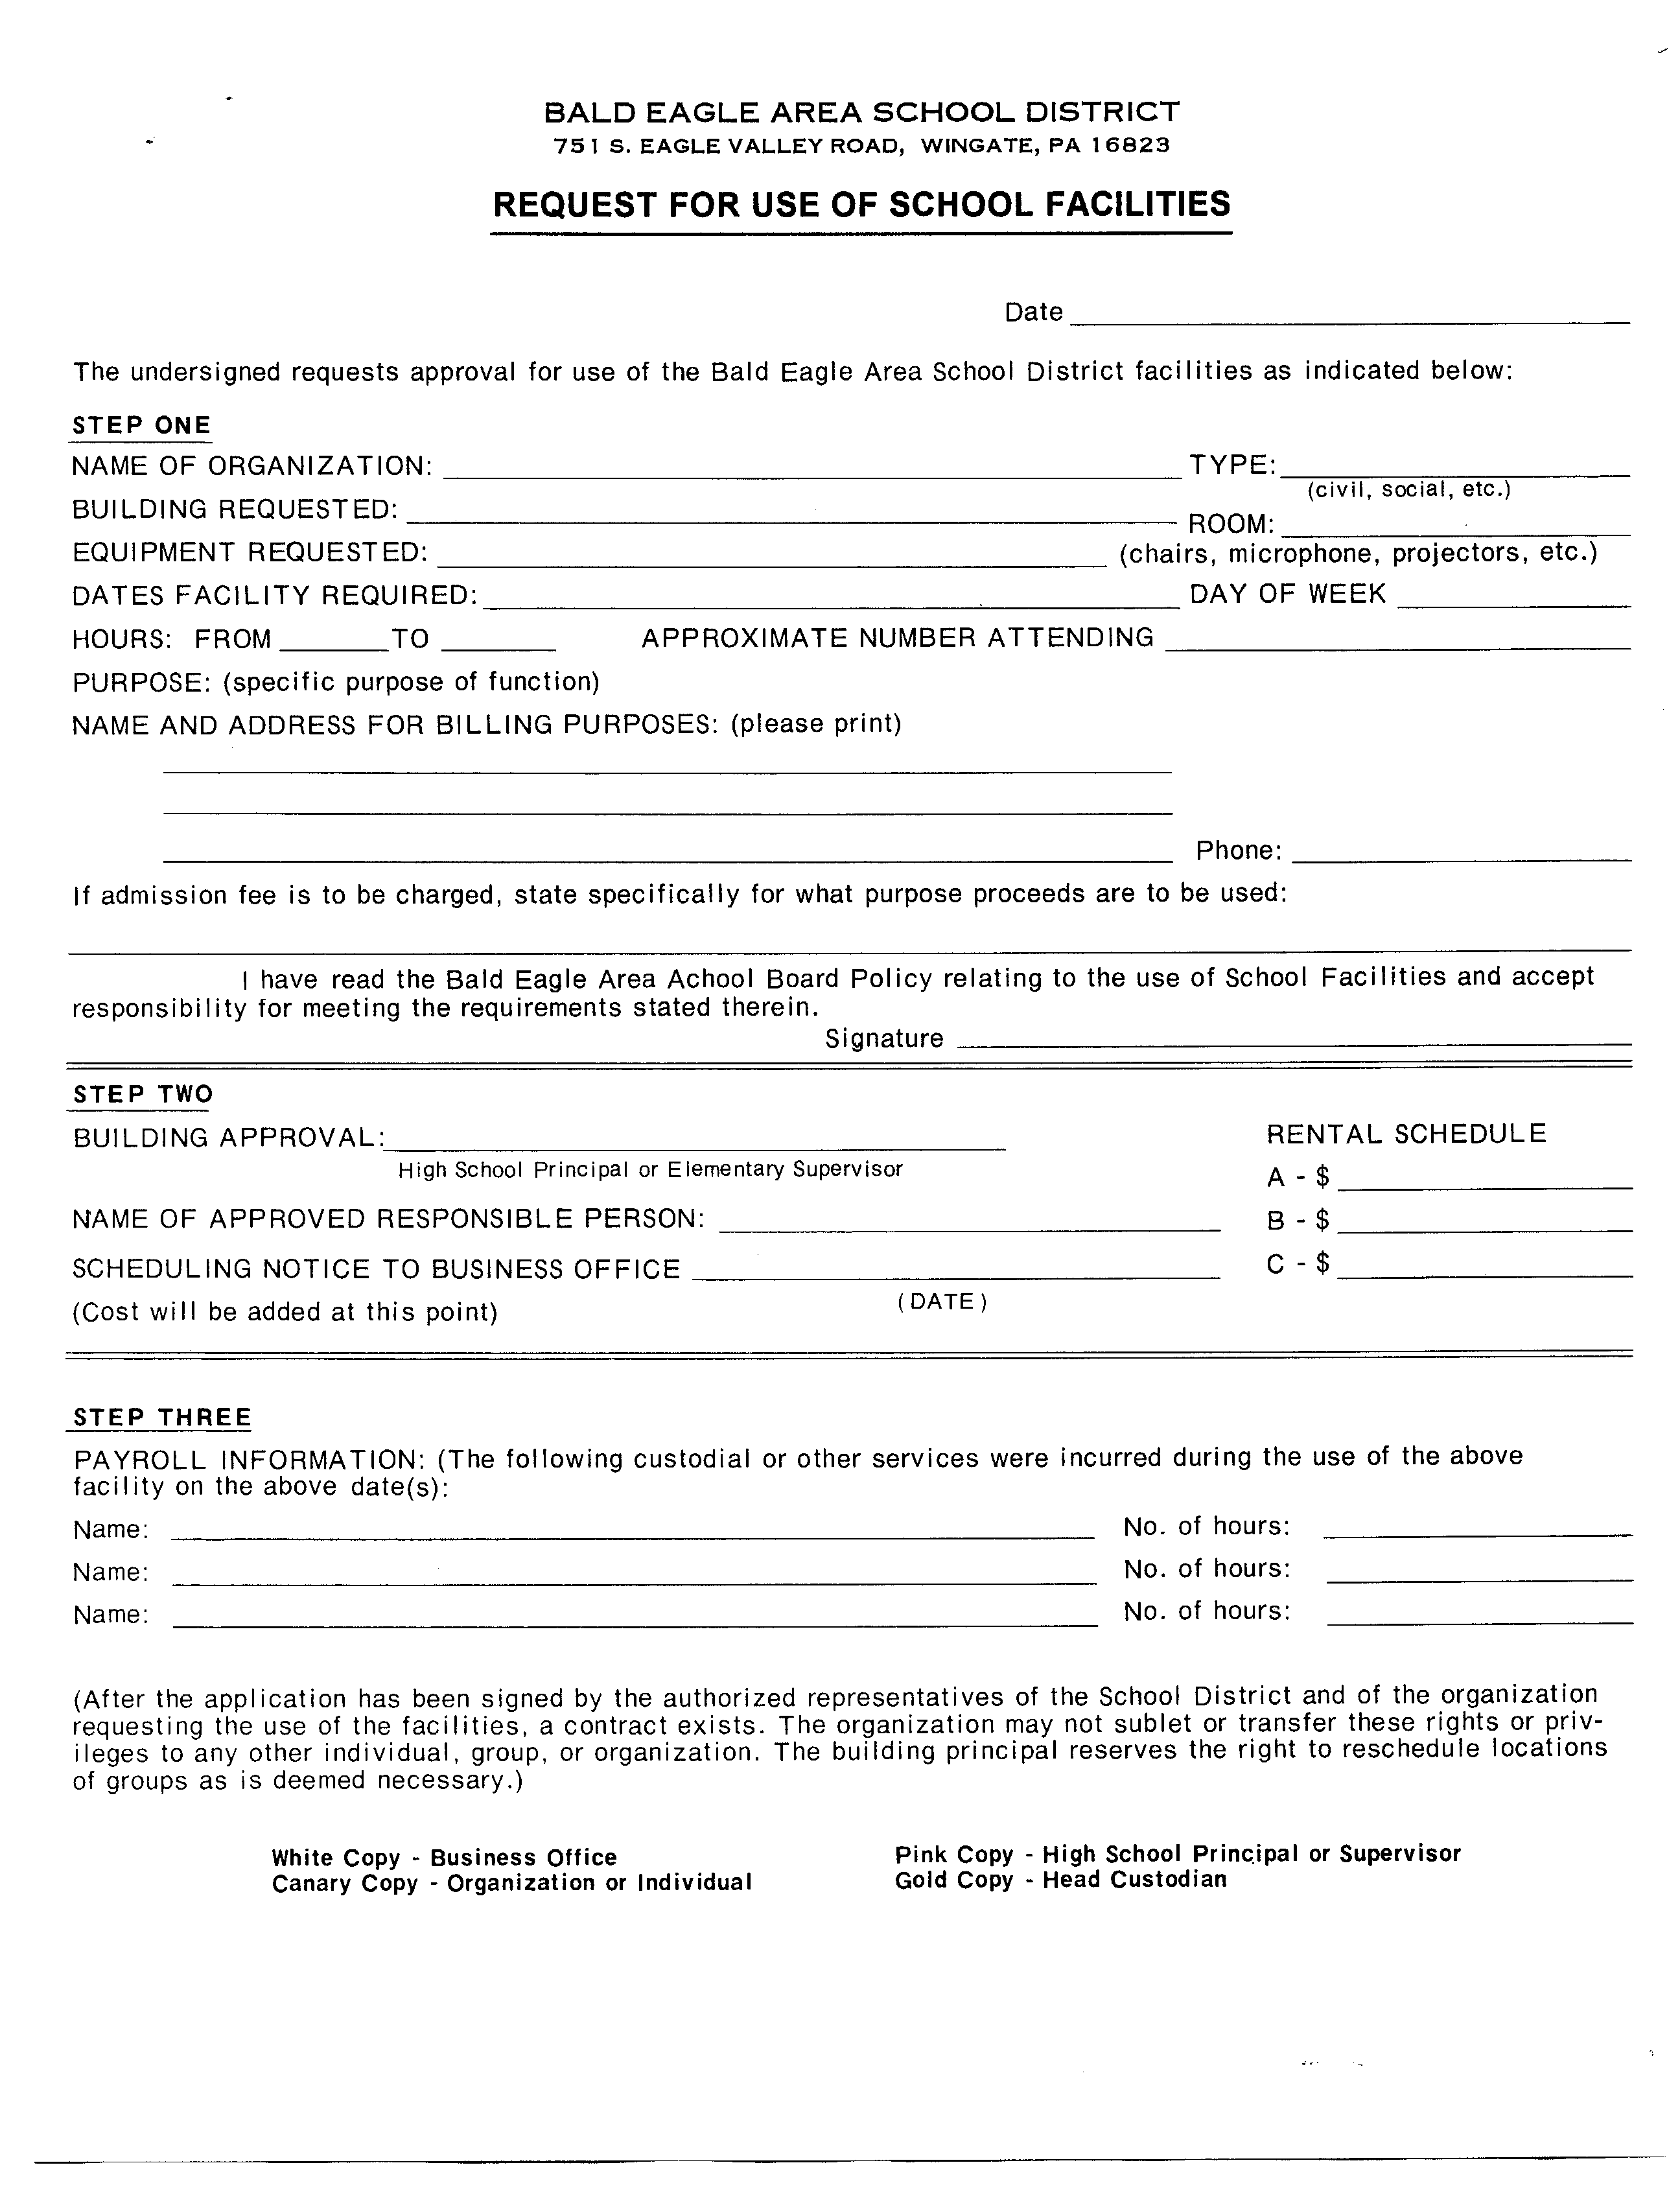 BALD EAGLE AREA SCHOOL DISTRICT
751 S. EAGLE VALLEY ROAD, WINGATE, PA 16823
REQUEST FOR USE OF SCHOOL FACILITIES
Date
The undersigned requests approval for use of the Bald Eagle Area School District facilities as indicated below:
STEP ONE
NAME OF ORGANIZATION: TYPE:
(civil, social, etc.)
BUILDING REQUESTED: ROOM:
EQUIPMENT REQUESTED: (chairs, microphone, projectors, etc.)
DATES FACILITY REQUIRED: DAY OF WEEK
HOURS: FROM TO APPROXIMATE NUMBER ATTENDING
PURPOSE: (specific purpose of function)
NAME AND ADDRESS FOR BILLING PURPOSES: (please print)
Phone:
If admission fee is to be charged, state specifically for what purpose proceeds are to be used:
I have read the Bald Eagle Area Achool Board Policy relating to the use of School Facilities and accept
responsibility for meeting the requirements stated therein.
Signature
STEP TWO
BUILDING APPROVAL: RENTAL SCHEDULE
High School Principal or Elementary Supervisor
A - $
NAME OF APPROVED RESPONSIBLE PERSON: B - $
SCHEDULING NOTICE TO BUSINESS OFFICE C - $
(DATE)
(Cost will be added at this point)
STEP THREE
PAYROLL INFORMATION: (The following custodial or other services were incurred during the use of the above
facility on the above date(s):
Name: No. of hours:
Name: No. of hours:
Name: No. of hours:
(After the application has been signed by the authorized representatives of the School District and of the organization
requesting the use of the facilities, a contract exists. The organization may not sublet or transfer these rights or priv-
ileges to any other individual, group, or organization. The building principal reserves the right to reschedule locations
of groups as is deemed necessary.)
White Copy - Business Office Pink Copy - High School Principal or Supervisor
Canary Copy - Organization or Individual Gold Copy - Head Custodian